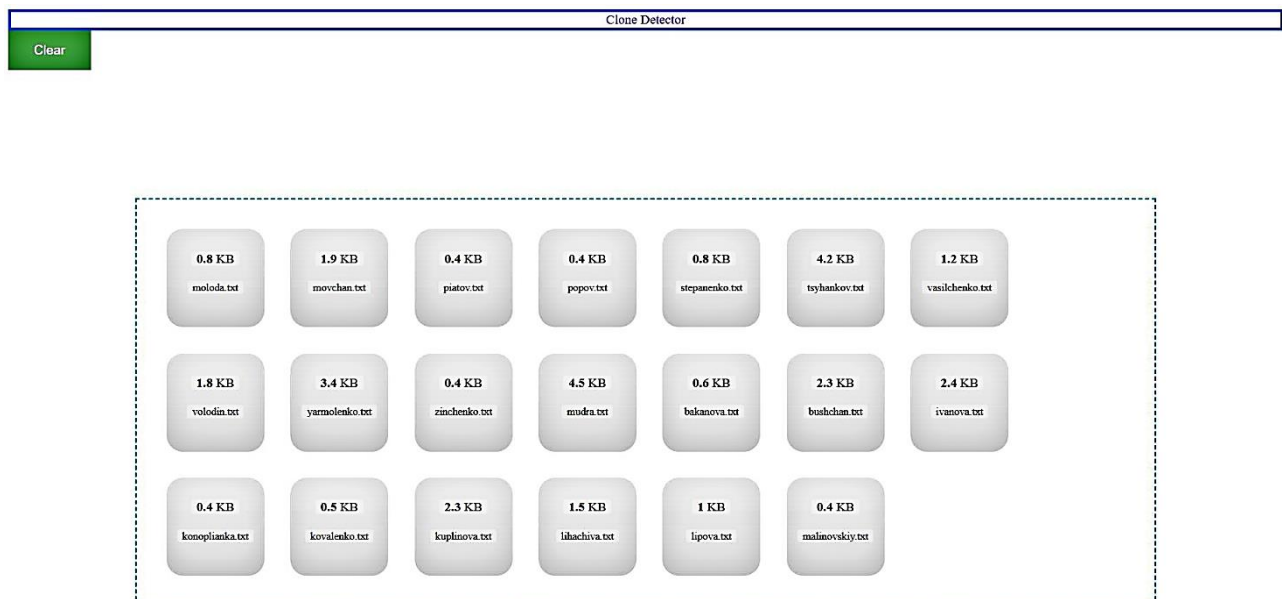 Clone Detector
Clear
0.8 KB 1.9 KB 0.4 KB 0.4 KB 0.8 KB 4.2 KB 1.2 KB
moloda.txt movchan.txt piatov.txt popov.txt stepanenko.txt tsyhankov.txt vasilchenko.txt
1.8 KB 3.4 KB 0.4 KB 4.5 KB 0.6 KB 2.3 KB 2.4 KB
volodin.txt yarmolenko.txt zinchenko.txt mudra.txt bakanova.txt bushchan.txt ivanova.txt
0.4 KB 0.5 KB 2.3 KB 1.5 KB 1 KB 0.4 KB
konoplianka.txt kovalenko.txt kuplinova.txt lihachiva.txt lipova.txt malinovskiy.txt